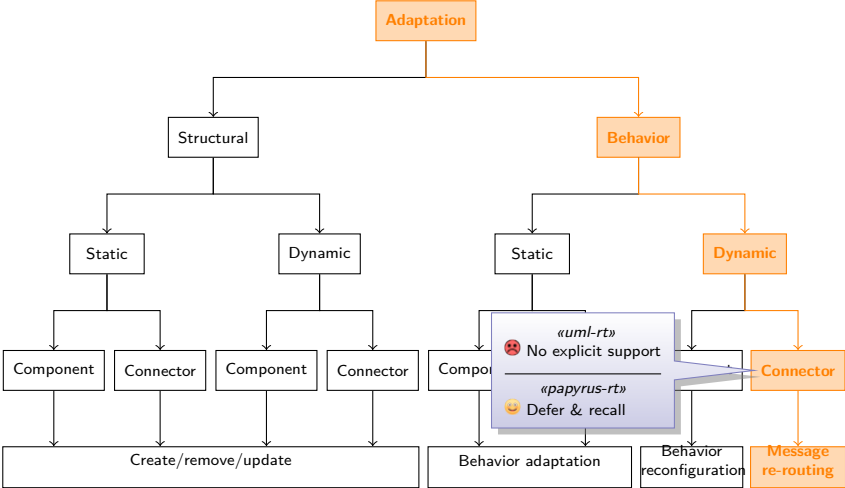 Adaptation
Structural
Behavior
Static
Dynamic
Static
Dynamic
«uml-rt»
No explicit support
«papyrus-rt»
Defer & recall
Component
Connector
Component
Connector
Connector
Create/remove/update
Behavior adaptation
Behavior
reconfiguration
Message
re-routing